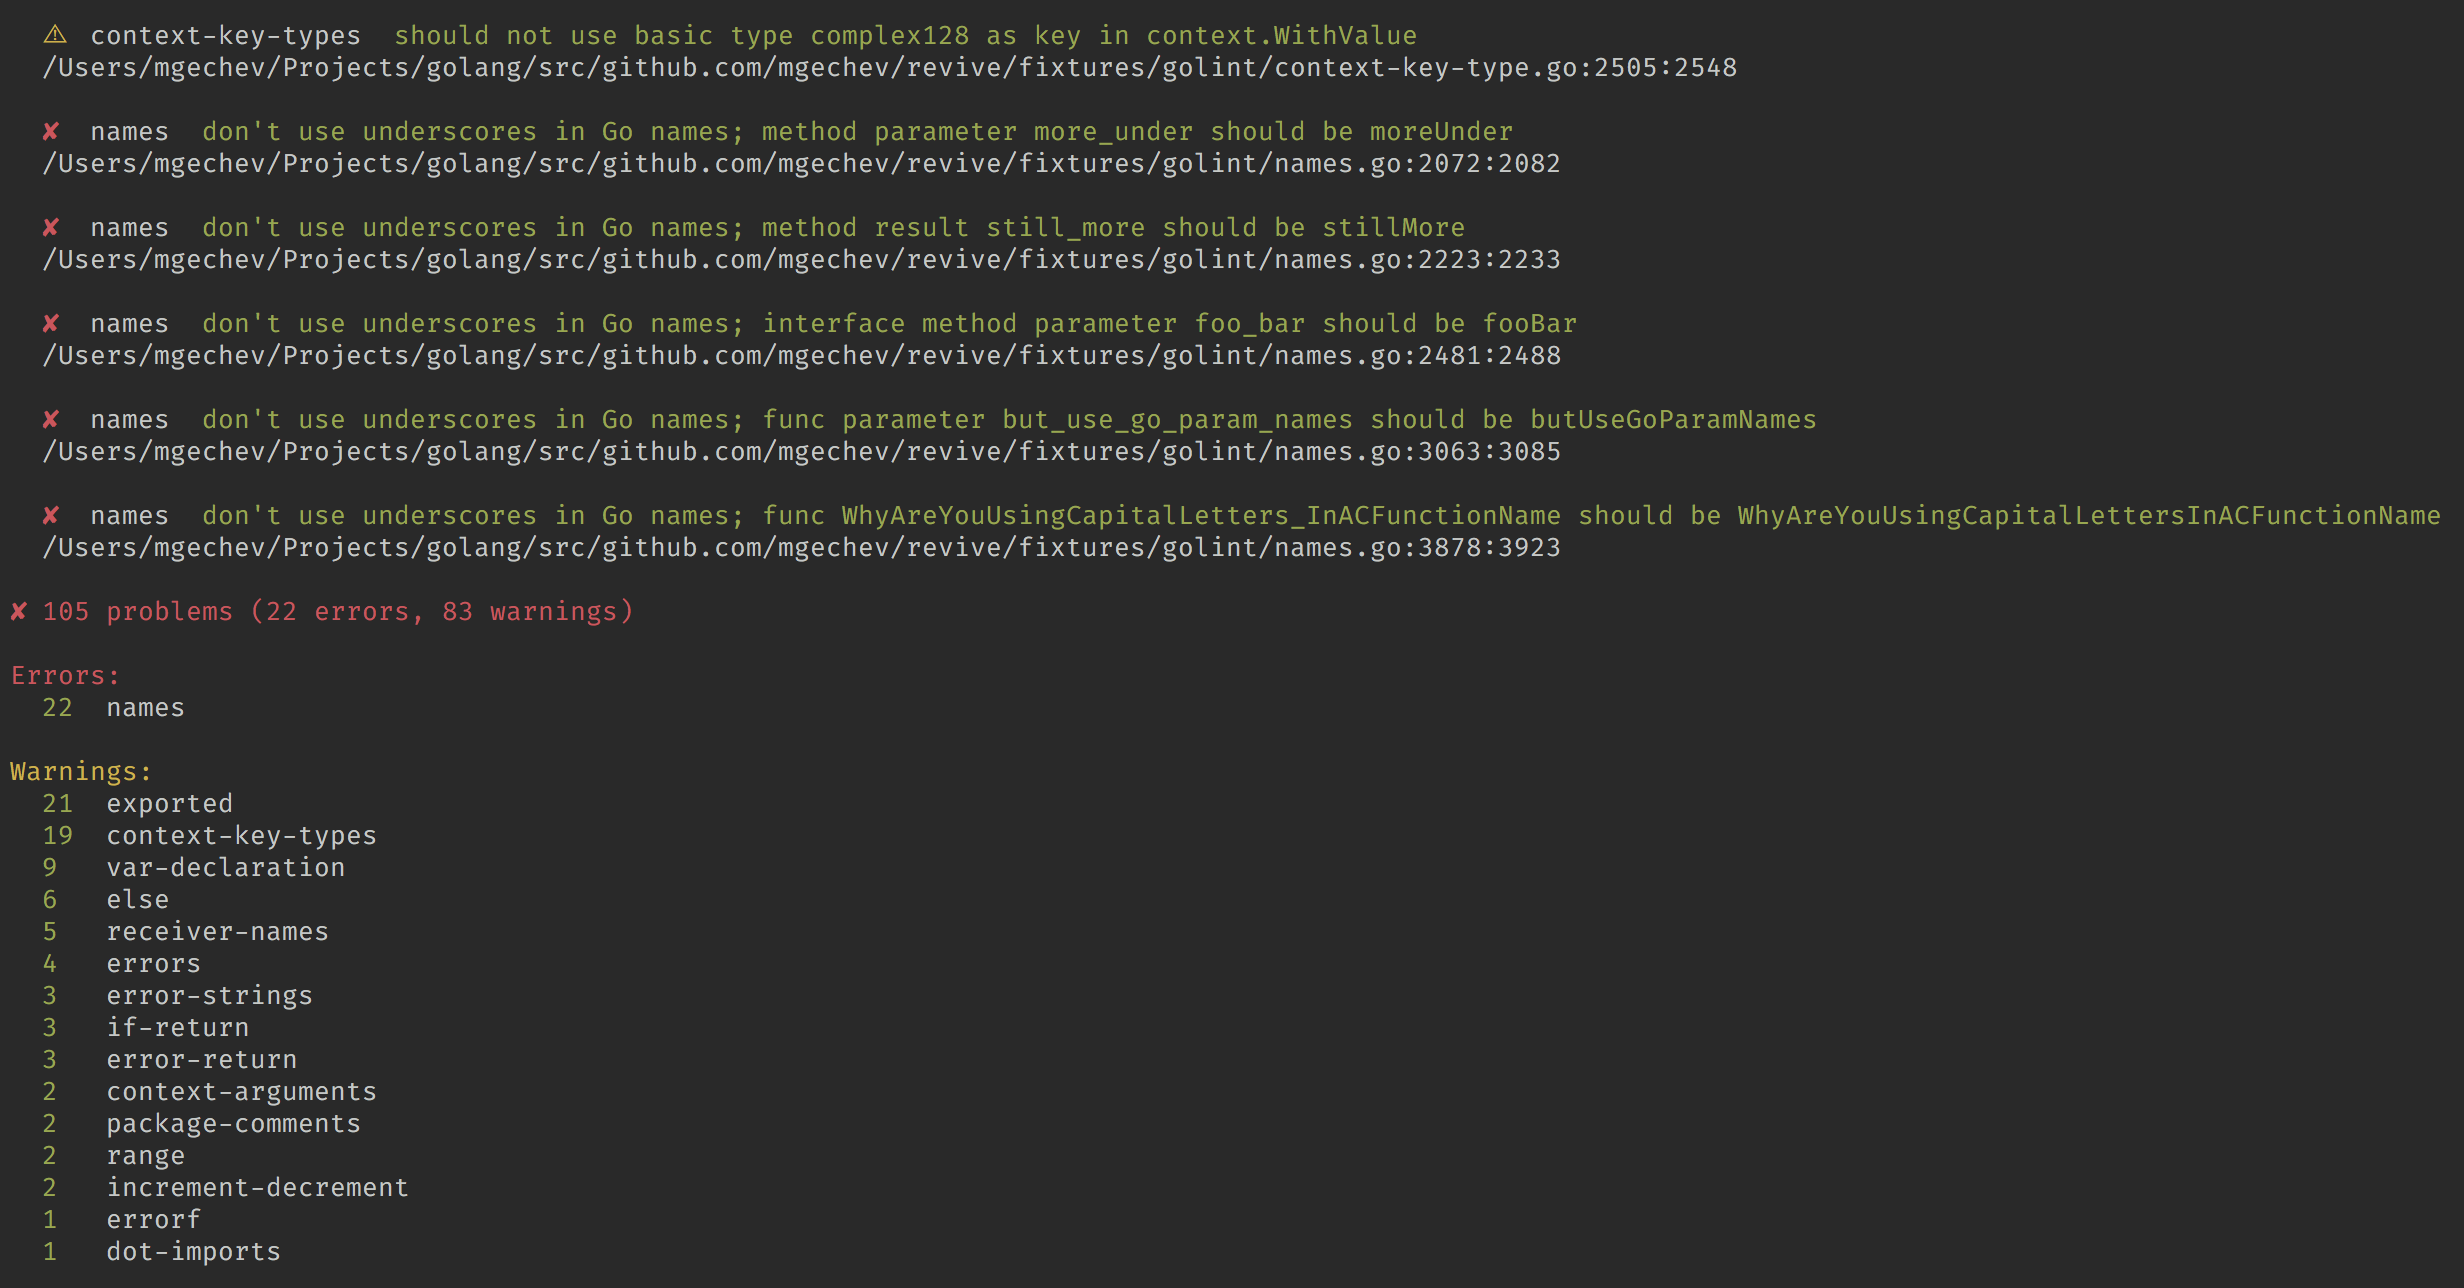 ⚠ context-key-types should not use basic type complex128 as key in context.WithValue
/Users/mgechev/Projects/golang/src/github.com/mgechev/revive/fixtures/golint/context-key-type.go:2505:2548
✘ names don't use underscores in Go names; method parameter more_under should be moreUnder
/Users/mgechev/Projects/golang/src/github.com/mgechev/revive/fixtures/golint/names.go:2072:2082
✘ names don't use underscores in Go names; method result still_more should be stillMore
/Users/mgechev/Projects/golang/src/github.com/mgechev/revive/fixtures/golint/names.go:2223:2233
✘ names don't use underscores in Go names; interface method parameter foo_bar should be fooBar
/Users/mgechev/Projects/golang/src/github.com/mgechev/revive/fixtures/golint/names.go:2481:2488
✘ names don't use underscores in Go names; func parameter but_use_go_param_names should be butUseGoParamNames
/Users/mgechev/Projects/golang/src/github.com/mgechev/revive/fixtures/golint/names.go:3063:3085
✘ names don't use underscores in Go names; func WhyAreYouUsingCapitalLetters_InACFunctionName should be WhyAreYouUsingCapitalLettersInACFunctionName
/Users/mgechev/Projects/golang/src/github.com/mgechev/revive/fixtures/golint/names.go:3878:3923
✘ 105 problems (22 errors, 83 warnings)
Errors:
22 names
Warnings:
21 exported
19 context-key-types
9 var-declaration
6 else
5 receiver-names
4 errors
3 error-strings
3 if-return
3 error-return
2 context-arguments
2 package-comments
2 range
2 increment-decrement
1 errorf
1 dot-imports